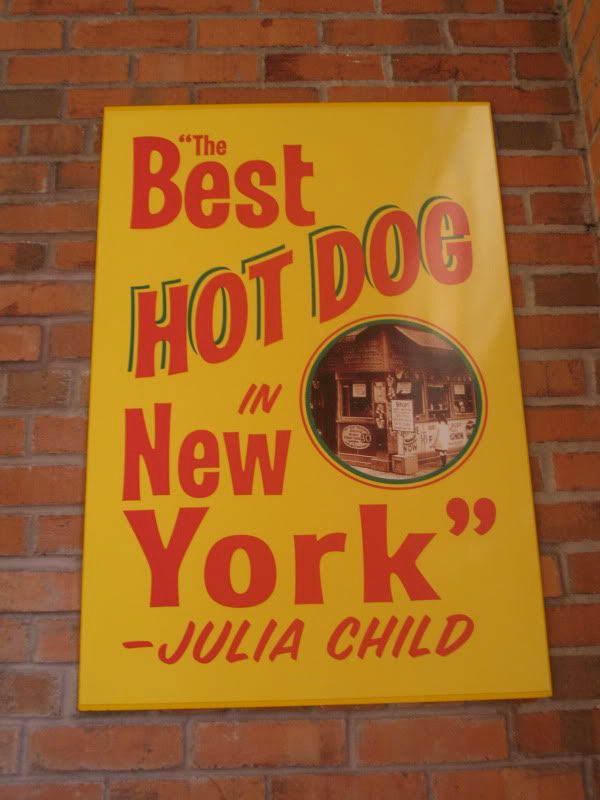 “The
Best
HOT DOG
IN
New
York”
–JULIA CHILD